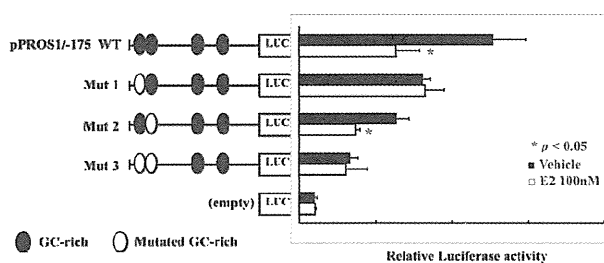 pPROS1/-175 WT LUC *
Mut 1 LUC
Mut 2 LUC *
Mut 3 LUC
(empty) LUC
* p < 0.05
Vehicle
E2 100nM
GC-rich Mutated GC-rich
Relative Luciferase activity